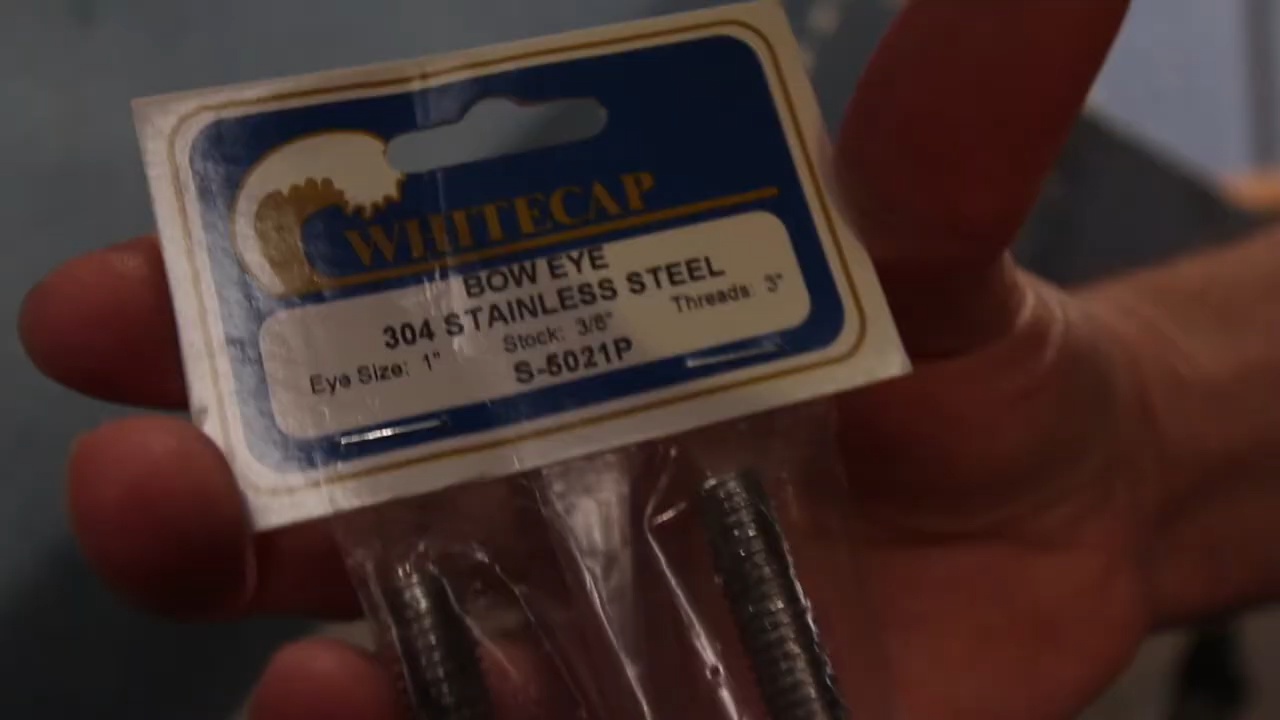 WHITECAP
BOW EYE
304 STAINLESS STEEL
Eye Size: 1" Stock: 3/8" Threads: 3"
S-5021P